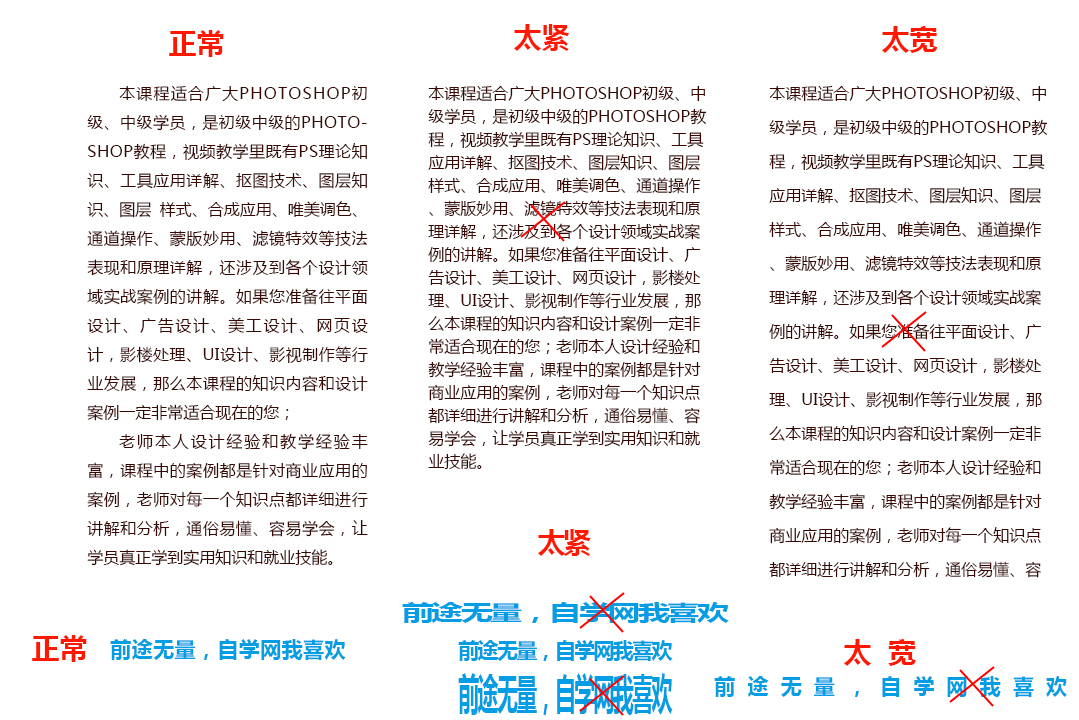 正常
本课程适合广大PHOTOSHOP初
级、中级学员，是初级中级的PHOTO-
SHOP教程，视频教学里既有PS理论知
识、工具应用详解、抠图技术、图层知
识、图层 样式、合成应用、唯美调色、
通道操作、蒙版妙用、滤镜特效等技法
表现和原理详解，还涉及到各个设计领
域实战案例的讲解。如果您准备往平面
设计、广告设计、美工设计、网页设
计，影楼处理、UI设计、影视制作等行
业发展，那么本课程的知识内容和设计
案例一定非常适合现在的您；
老师本人设计经验和教学经验丰
富，课程中的案例都是针对商业应用的
案例，老师对每一个知识点都详细进行
讲解和分析，通俗易懂、容易学会，让
学员真正学到实用知识和就业技能。
太紧
本课程适合广大PHOTOSHOP初级、中
级学员，是初级中级的PHOTOSHOP教
程，视频教学里既有PS理论知识、工具
应用详解、抠图技术、图层知识、图层
样式、合成应用、唯美调色、通道操作
、蒙版妙用、滤镜特效等技法表现和原
理详解，还涉及到各个设计领域实战案
例的讲解。如果您准备往平面设计、广
告设计、美工设计、网页设计，影楼处
理、UI设计、影视制作等行业发展，那
么本课程的知识内容和设计案例一定非
常适合现在的您；老师本人设计经验和
教学经验丰富，课程中的案例都是针对
商业应用的案例，老师对每一个知识点
都详细进行讲解和分析，通俗易懂、容
易学会，让学员真正学到实用知识和就
业技能。
太宽
本课程适合广大PHOTOSHOP初级、中
级学员，是初级中级的PHOTOSHOP教
程，视频教学里既有PS理论知识、工具
应用详解、抠图技术、图层知识、图层
样式、合成应用、唯美调色、通道操作
、蒙版妙用、滤镜特效等技法表现和原
理详解，还涉及到各个设计领域实战案
例的讲解。如果您准备往平面设计、广
告设计、美工设计、网页设计，影楼处
理、UI设计、影视制作等行业发展，那
么本课程的知识内容和设计案例一定非
常适合现在的您；老师本人设计经验和
教学经验丰富，课程中的案例都是针对
商业应用的案例，老师对每一个知识点
都详细进行讲解和分析，通俗易懂、容
正常 前途无量，自学网我喜欢
太紧
前途无量，自学网我喜欢
前途无量，自学网我喜欢
前途无量，自学网我喜欢
太 宽
前 途 无 量 ， 自 学 网 我 喜 欢